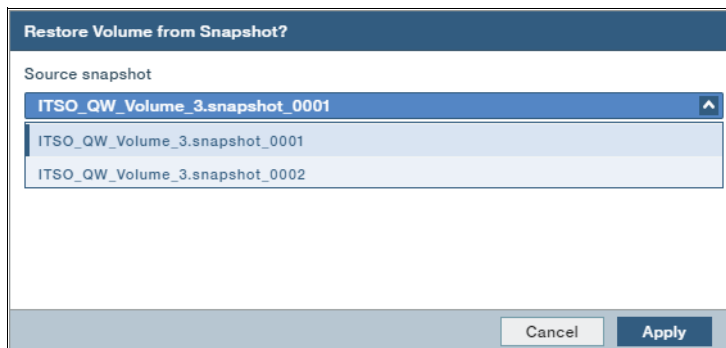 Restore Volume from Snapshot?
Source snapshot
ITSO_QW_Volume_3.snapshot_0001
ITSO_QW_Volume_3.snapshot_0001
ITSO_QW_Volume_3.snapshot_0002
Cancel Apply